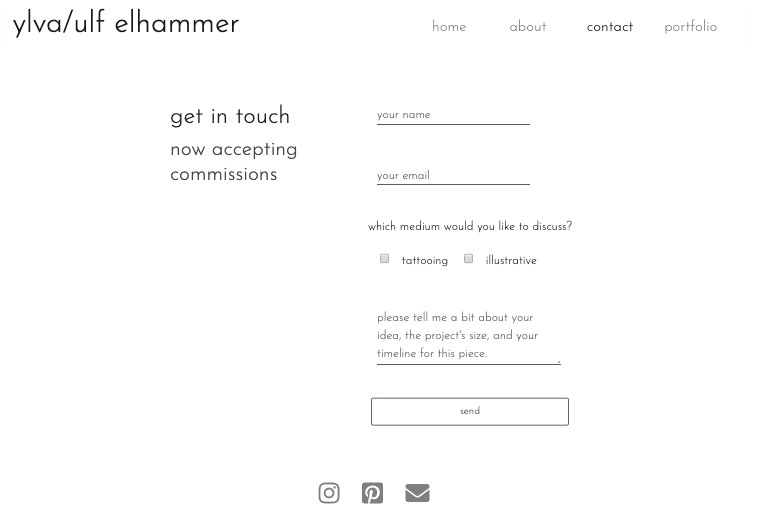 ylva/ulf elhammer
home about contact portfolio
get in touch
now accepting
commissions
your name
your email
which medium would you like to discuss?
tattooing illustrative
please tell me a bit about your
idea, the project's size, and your
timeline for this piece.
send